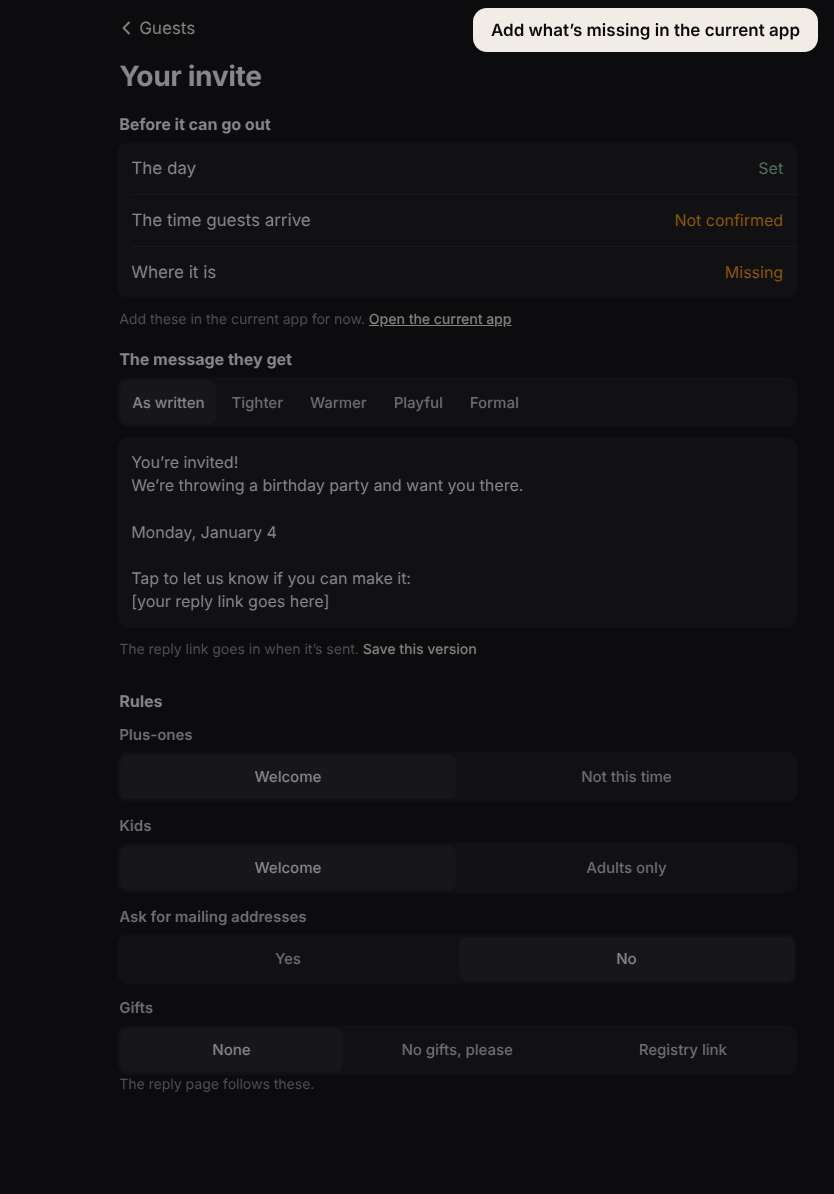 Guests
Add what’s missing in the current app
Your invite
Before it can go out
The day
Set
The time guests arrive
Not confirmed
Where it is
Missing
Add these in the current app for now. Open the current app
The message they get
As written Tighter Warmer Playful Formal
You’re invited!
We’re throwing a birthday party and want you there.
Monday, January 4
Tap to let us know if you can make it:
[your reply link goes here]
The reply link goes in when it’s sent. Save this version
Rules
Plus-ones
Welcome Not this time
Kids
Welcome Adults only
Ask for mailing addresses
Yes No
Gifts
None No gifts, please Registry link
The reply page follows these.